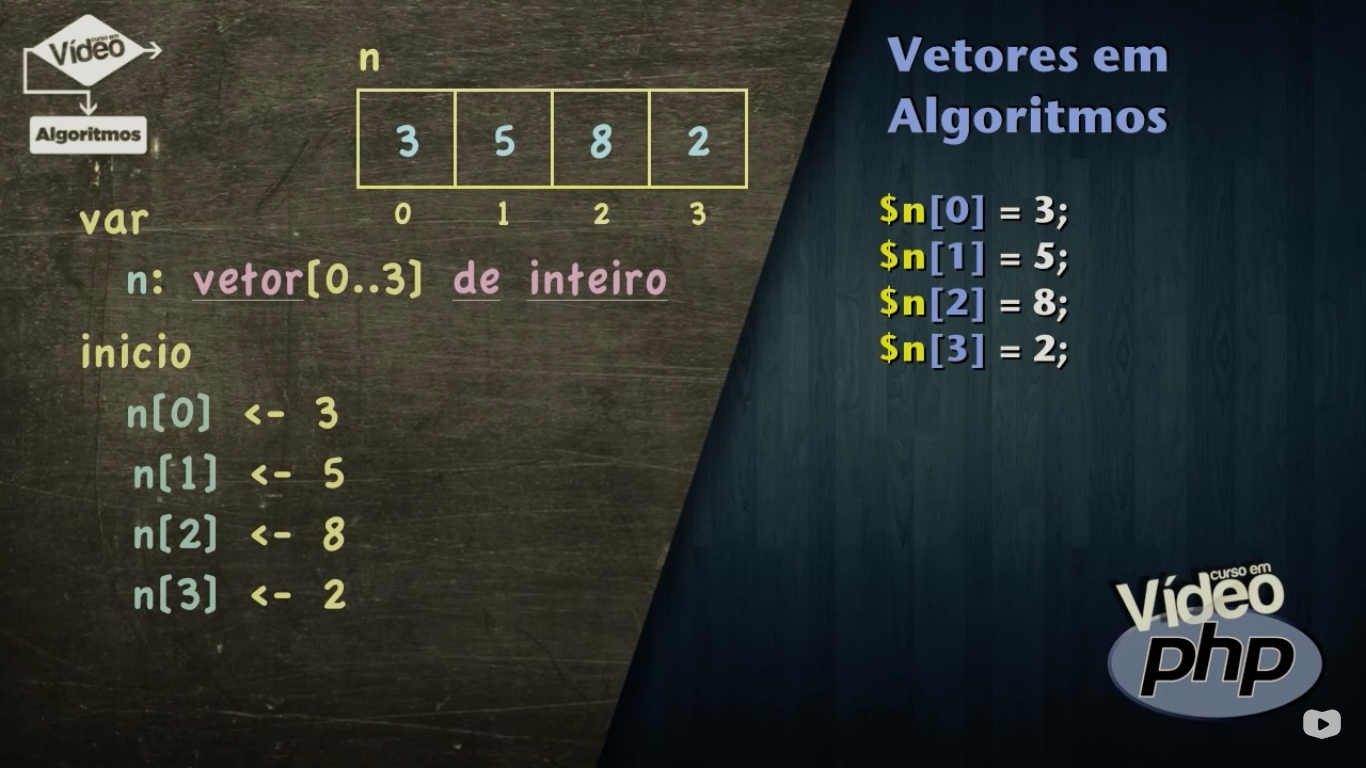 curso em
Vídeo
Algoritmos
n
3 5 8 2
0 1 2 3
var
n: vetor[0..3] de inteiro
inicio
n[0] <- 3
n[1] <- 5
n[2] <- 8
n[3] <- 2
Vetores em
Algoritmos
$n[0] = 3;
$n[1] = 5;
$n[2] = 8;
$n[3] = 2;
curso em
Vídeo
php